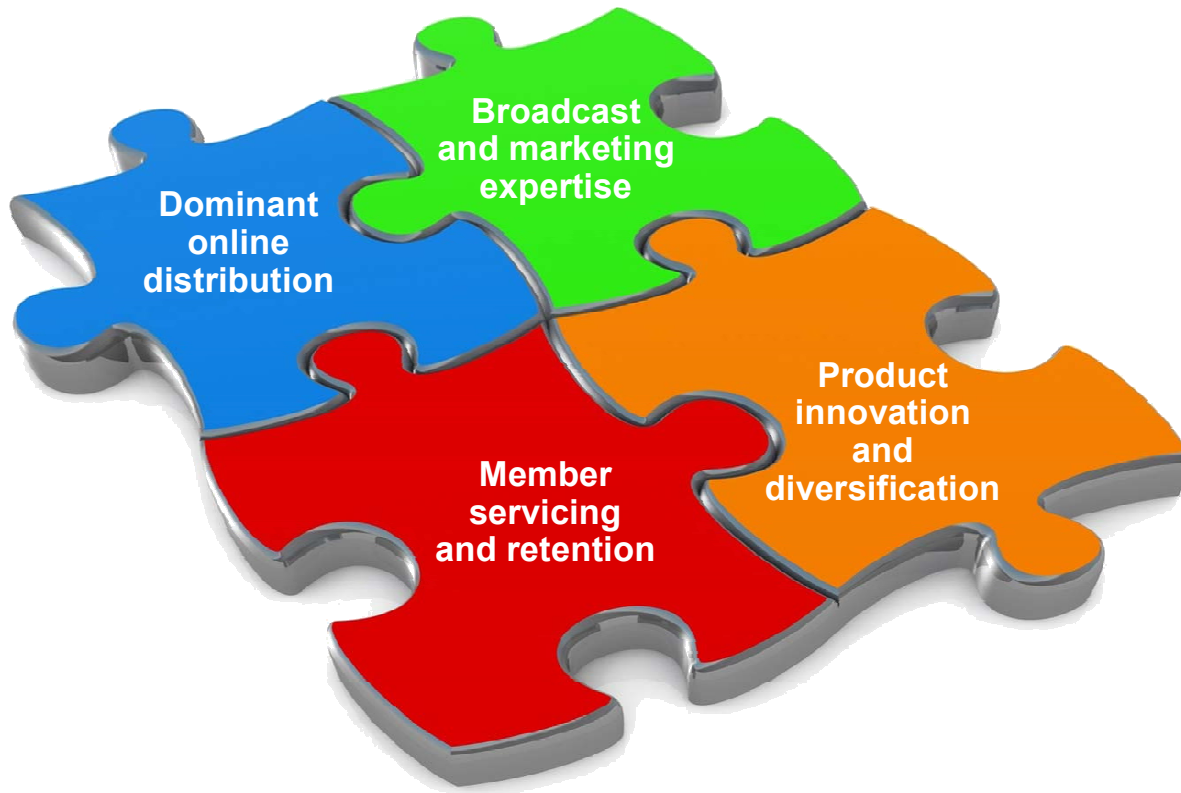 Broadcast
and marketing
expertise
Dominant
online
distribution
Product
innovation
and
diversification
Member
servicing
and retention